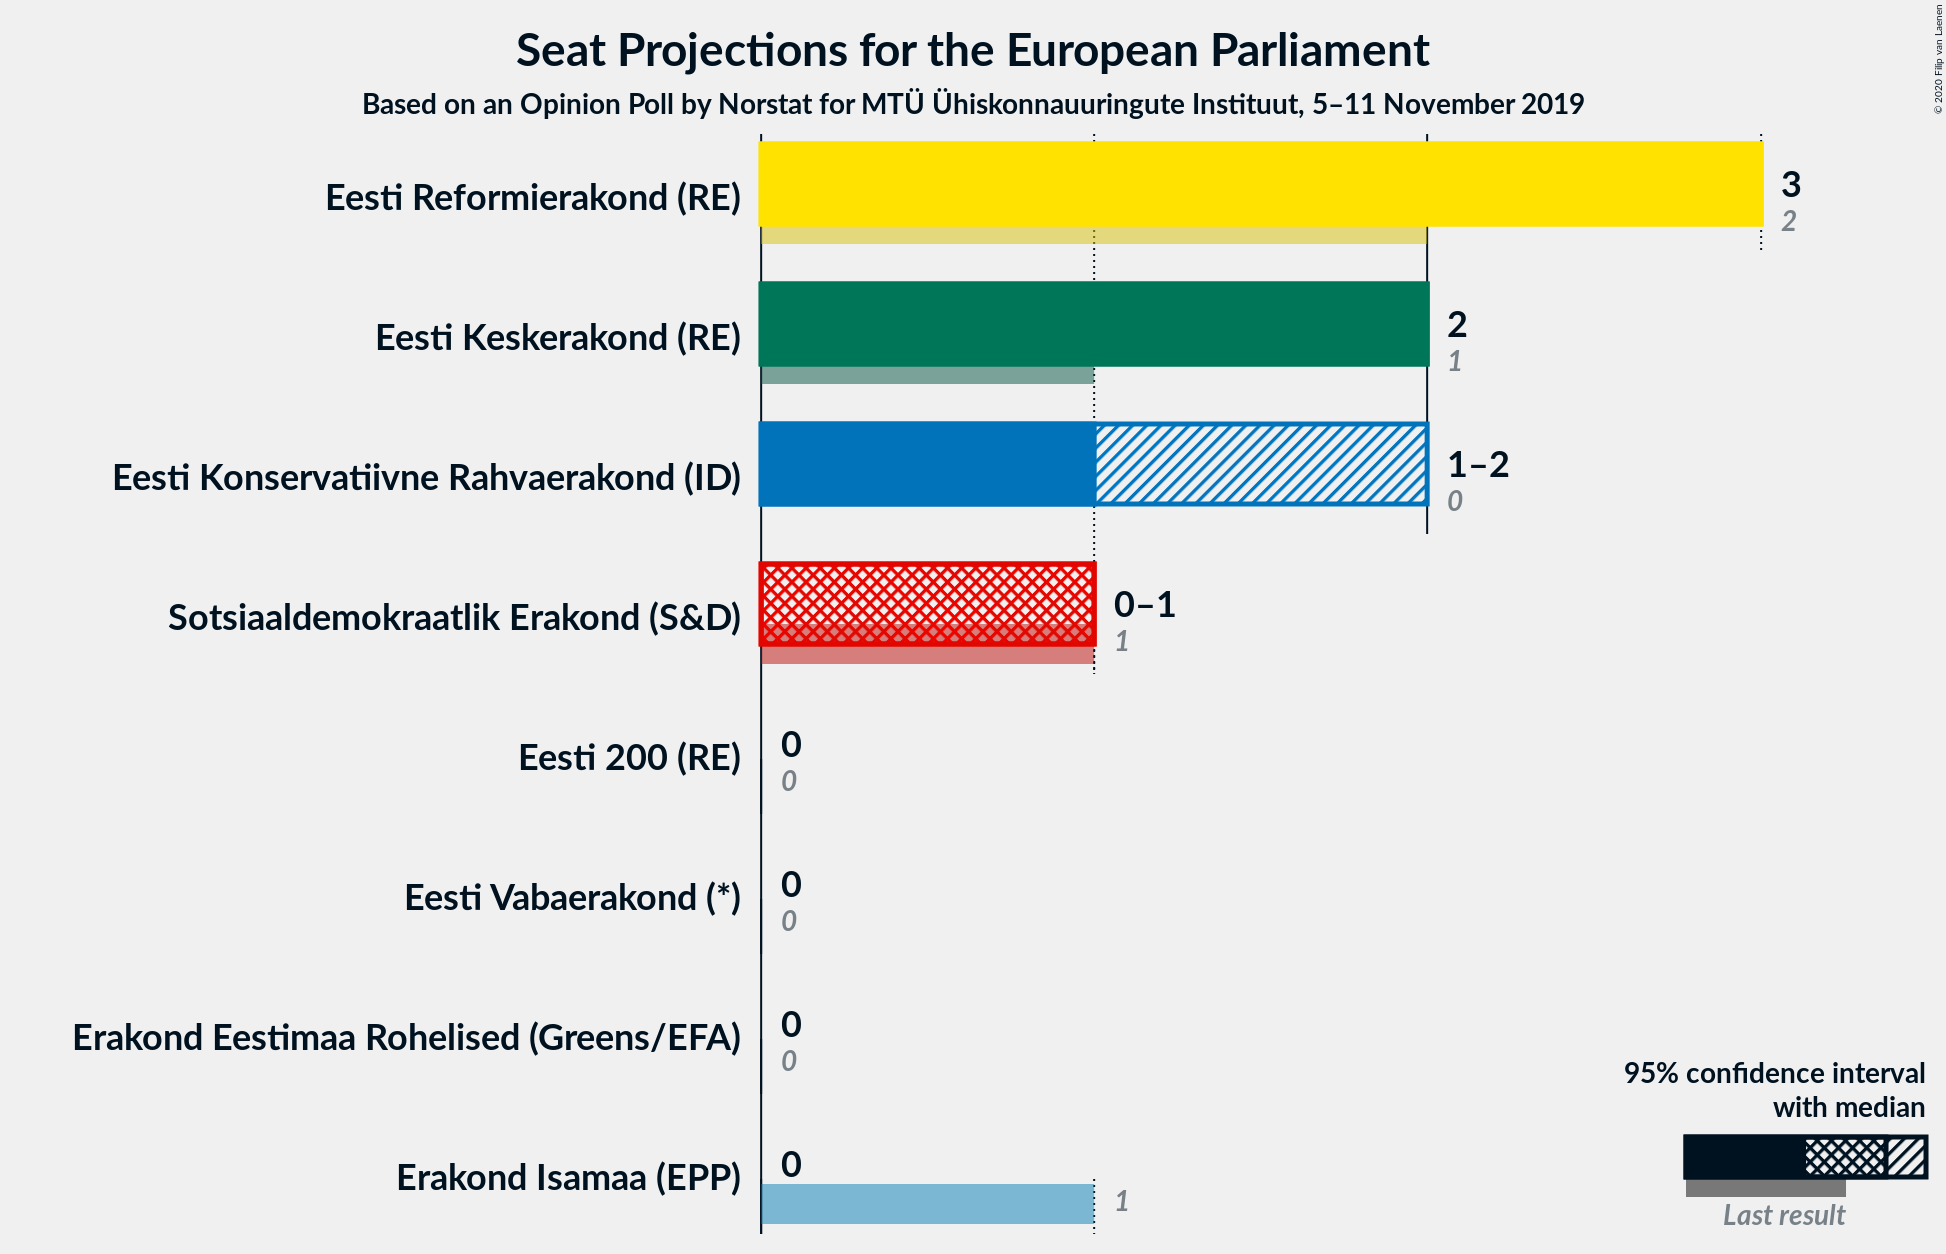 Seat Projections for the European Parliament
Based on an Opinion Poll by Norstat for MTÜ Ühiskonnauuringute Instituut, 5–11 November 2019
© 2020 Filip van Laenen
Eesti Reformierakond (RE)
3
2
Eesti Keskerakond (RE)
2
1
Eesti Konservatiivne Rahvaerakond (ID)
1–2
0
Sotsiaaldemokraatlik Erakond (S&D)
0–1
1
Eesti 200 (RE)
0
0
Eesti Vabaerakond (*)
0
0
Erakond Eestimaa Rohelised (Greens/EFA)
0
0
Erakond Isamaa (EPP)
0
1
95% confidence interval
with median
Last result